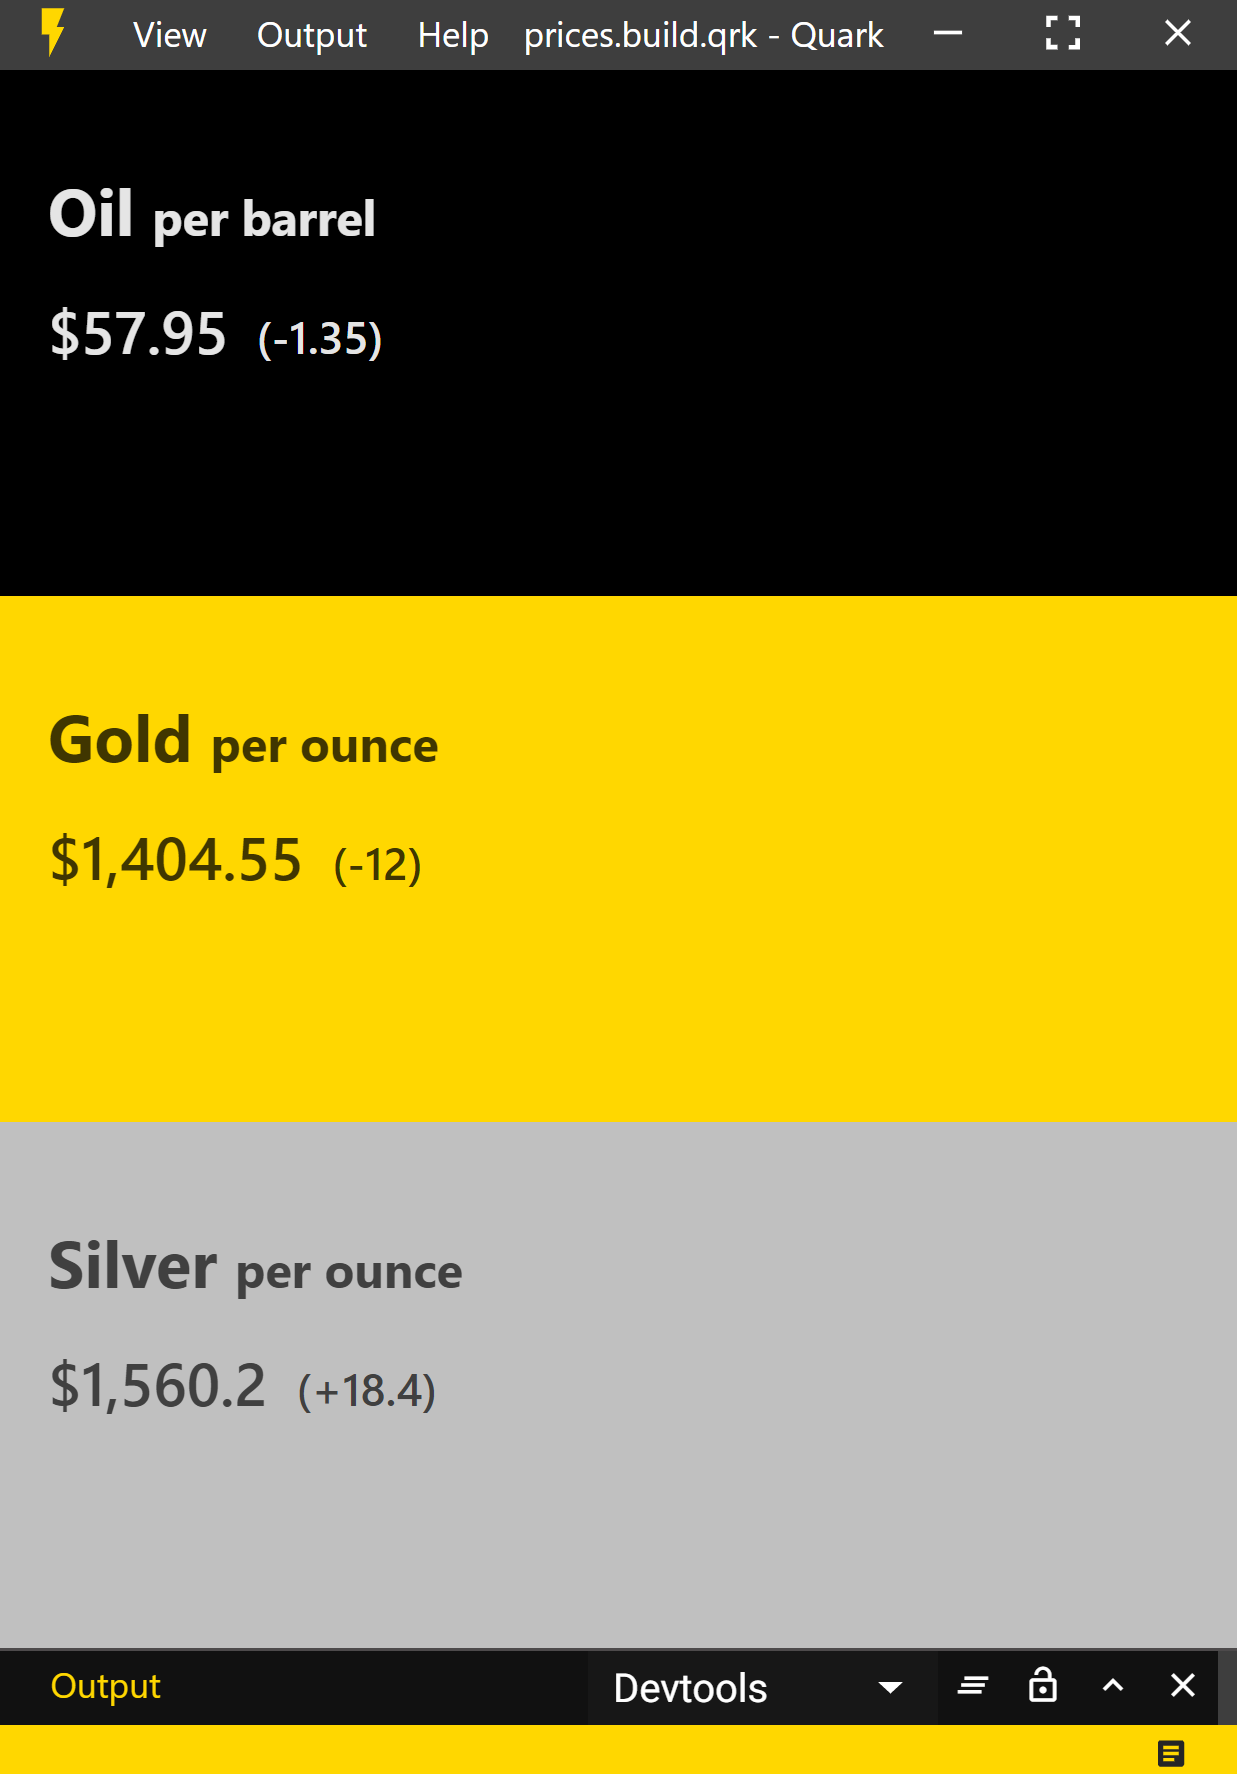 View Output Help prices.build.qrk - Quark
Oil per barrel
$57.95 (-1.35)
Gold per ounce
$1,404.55 (-12)
Silver per ounce
$1,560.2 (+18.4)
Output Devtools